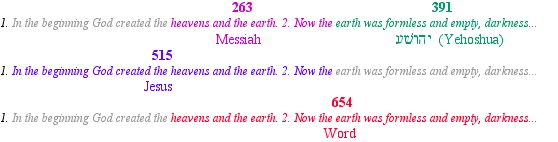 263 391
1. In the beginning God created the heavens and the earth. 2. Now the earth was formless and empty, darkness...
Messiah יהושׁע (Yehoshua)
515
1. In the beginning God created the heavens and the earth. 2. Now the earth was formless and empty, darkness...
Jesus
654
1. In the beginning God created the heavens and the earth. 2. Now the earth was formless and empty, darkness...
Word